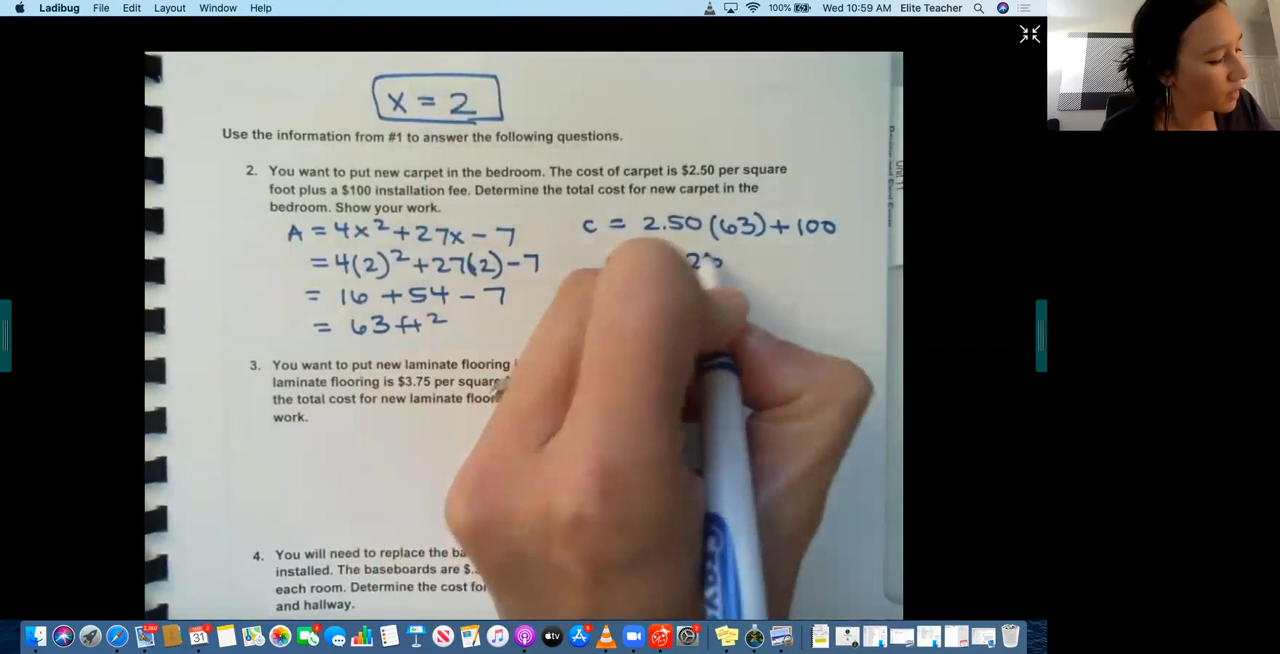 Ladibug File Edit Layout Window Help 100% Wed 10:59 AM Elite Teacher
x = 2
Use the information from #1 to answer the following questions.
2. You want to put new carpet in the bedroom. The cost of carpet is $2.50 per square
foot plus a $100 installation fee. Determine the total cost for new carpet in the
bedroom. Show your work.
A = 4x² + 27x - 7
= 4(2)² + 27(2) - 7
= 16 + 54 - 7
= 63 ft²
C = 2.50(63) + 100
3. You want to put new laminate flooring
laminate flooring is $3.75 per square
the total cost for new laminate
work.
4. You will need to replace the
installed. The baseboards are $.
each room. Determine the cost for
and hallway.